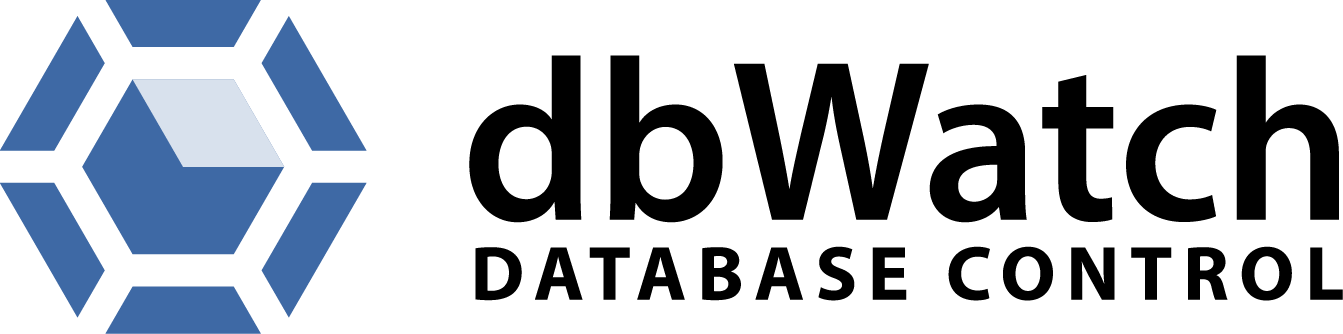 dbWatch
DATABASE CONTROL